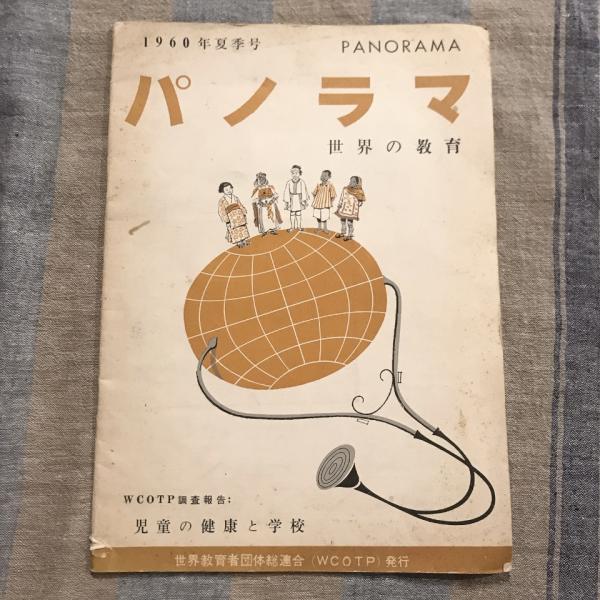 1960年夏季号
PANORAMA
パノラマ
世界の教育
WCOTP調査報告:
児童の健康と学校
世界教育者団体総連合(WCOTP)発行